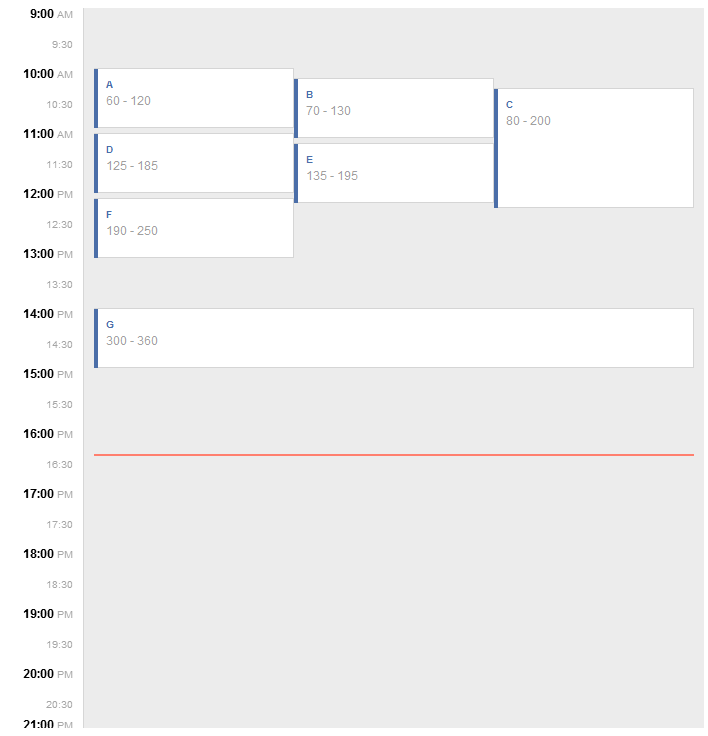 9:00 AM
9:30
10:00 AM
10:30
11:00 AM
11:30
12:00 PM
12:30
13:00 PM
13:30
14:00 PM
14:30
15:00 PM
15:30
16:00 PM
16:30
17:00 PM
17:30
18:00 PM
18:30
19:00 PM
19:30
20:00 PM
20:30
21:00 PM
A
60 - 120
B
70 - 130
C
80 - 200
D
125 - 185
E
135 - 195
F
190 - 250
G
300 - 360